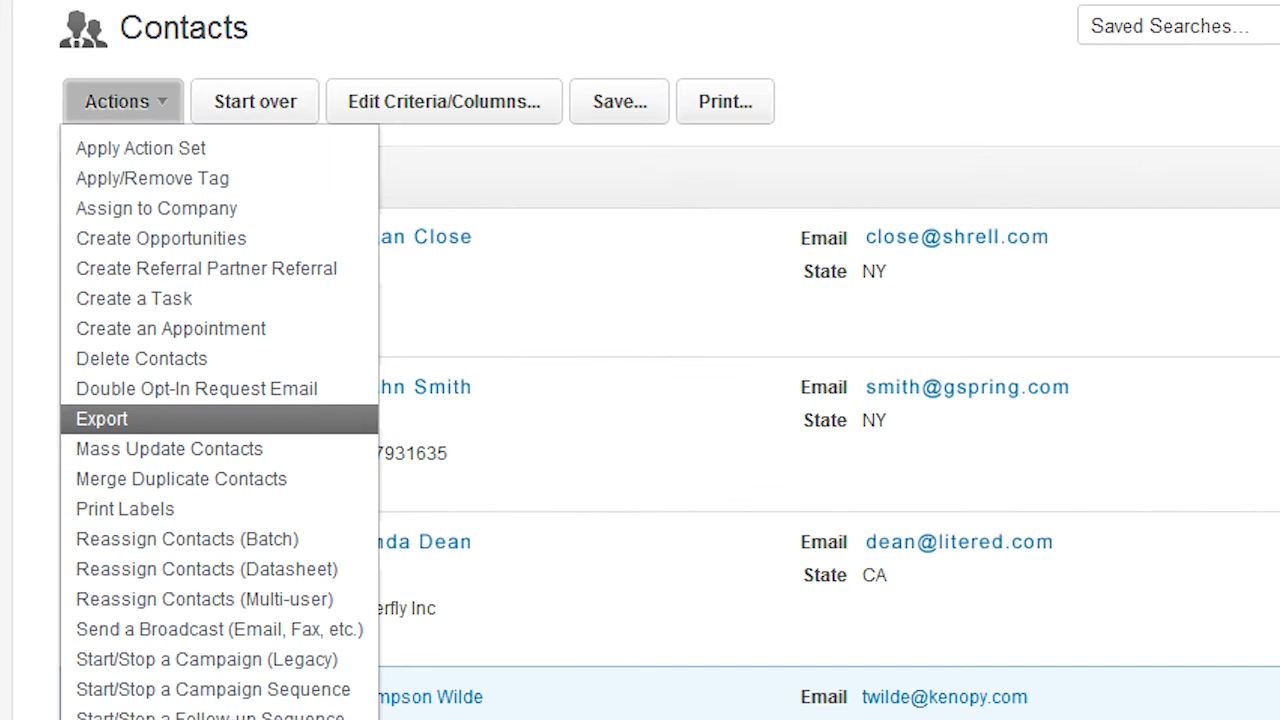 Contacts
Saved Searches...
Actions
Start over
Edit Criteria/Columns...
Save...
Print...
Apply Action Set
Apply/Remove Tag
Assign to Company
Create Opportunities
Create Referral Partner Referral
Create a Task
Create an Appointment
Delete Contacts
Double Opt-In Request Email
Export
Mass Update Contacts
Merge Duplicate Contacts
Print Labels
Reassign Contacts (Batch)
Reassign Contacts (Datasheet)
Reassign Contacts (Multi-user)
Send a Broadcast (Email, Fax, etc.)
Start/Stop a Campaign (Legacy)
Start/Stop a Campaign Sequence
Start/Stop a Follow-up Sequence
an Close
Email close@shrell.com
State NY
hn Smith
Email smith@gspring.com
State NY
7931635
nda Dean
Email dean@litered.com
State CA
erfly Inc
mpson Wilde
Email twilde@kenopy.com